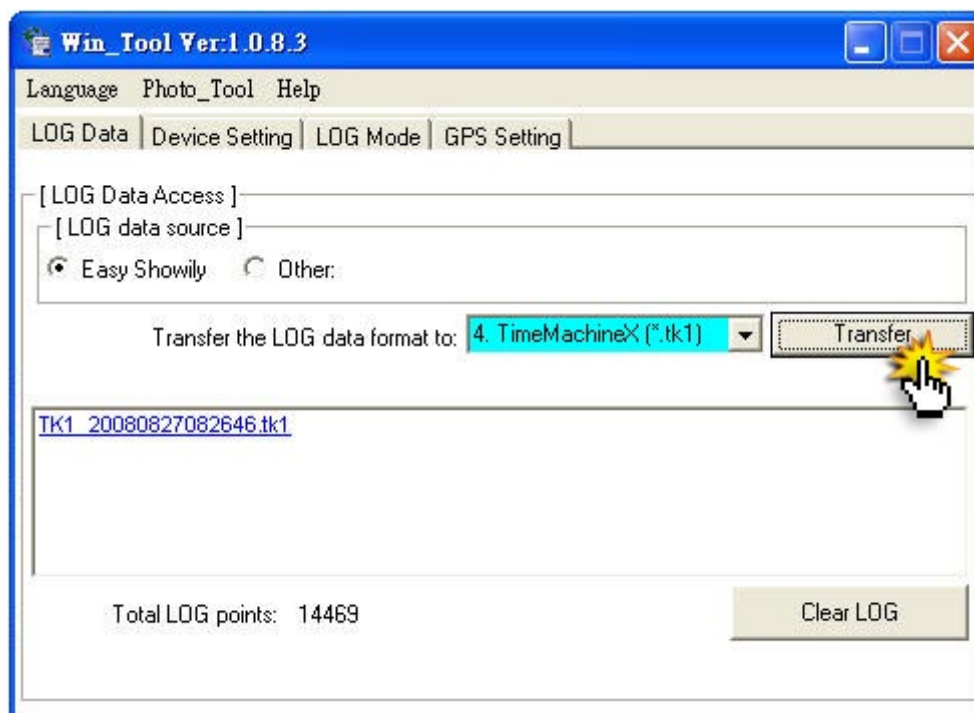 Win_Tool Ver:1.0.8.3
Language Photo_Tool Help
LOG Data Device Setting LOG Mode GPS Setting
[ LOG Data Access ]
[ LOG data source ]
Easy Showily Other:
Transfer the LOG data format to: 4. TimeMachineX (*.tk1) Transfer
TK1_20080827082646.tk1
Total LOG points: 14469 Clear LOG